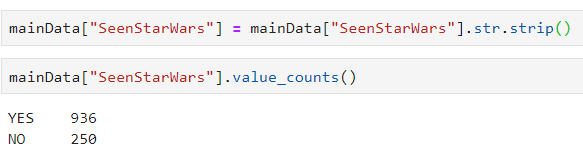 mainData["SeenStarWars"] = mainData["SeenStarWars"].str.strip()
mainData["SeenStarWars"].value_counts()
YES 936
NO 250